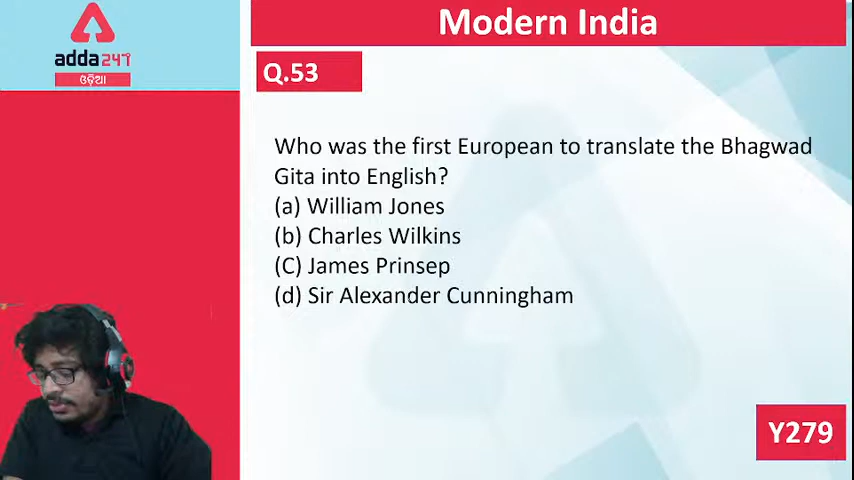 Modern India
adda247
ଓଡ଼ିଆ
Q.53
Who was the first European to translate the Bhagwad
Gita into English?
(a) William Jones
(b) Charles Wilkins
(C) James Prinsep
(d) Sir Alexander Cunningham
Y279